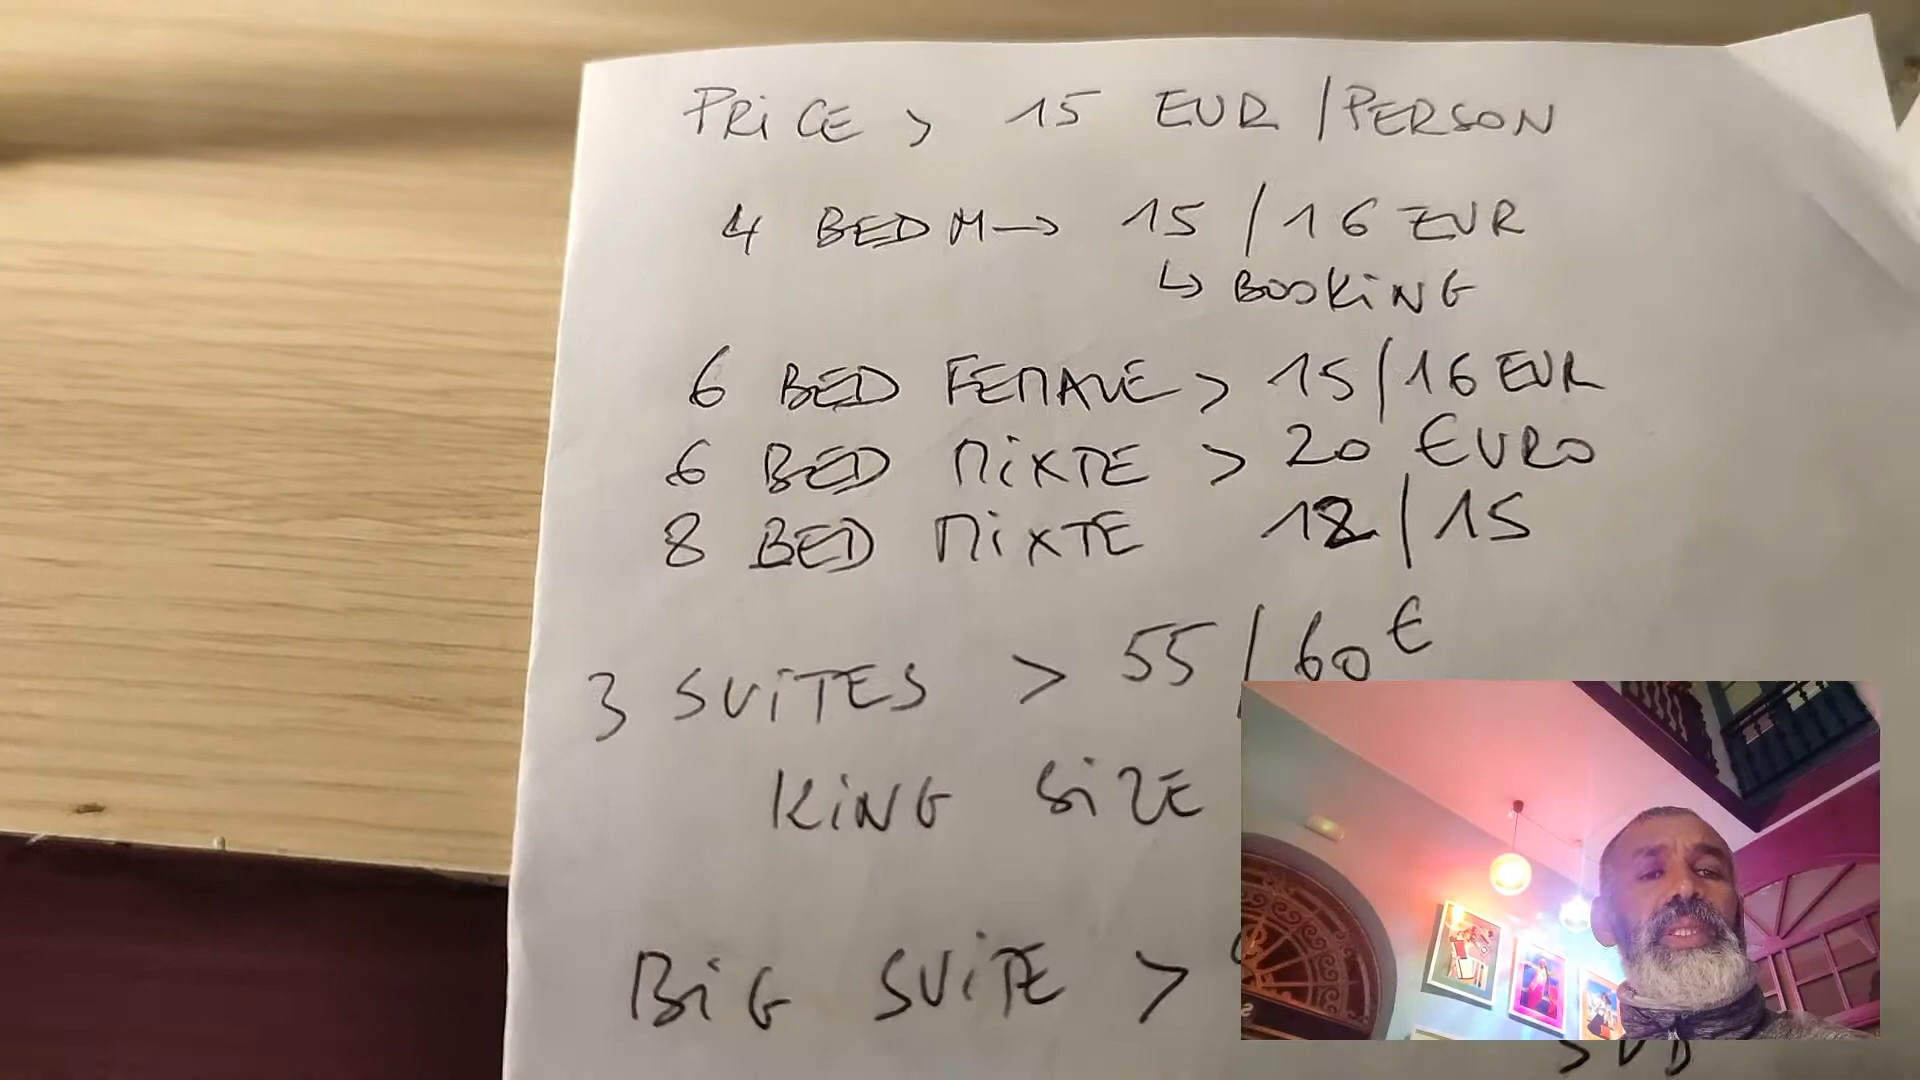 PRiCE > 15 EUR / PERSON
4 BED M → 15 / 16 EUR
↳ BOOKiNG
6 BED FEMALE > 15 / 16 EUR
6 BED MiXTE > 20 €URO
8 BED MiXTE 12 / 15
3 SUiTES > 55 / 60 €
KiNG SiZE
BiG SUiTE >